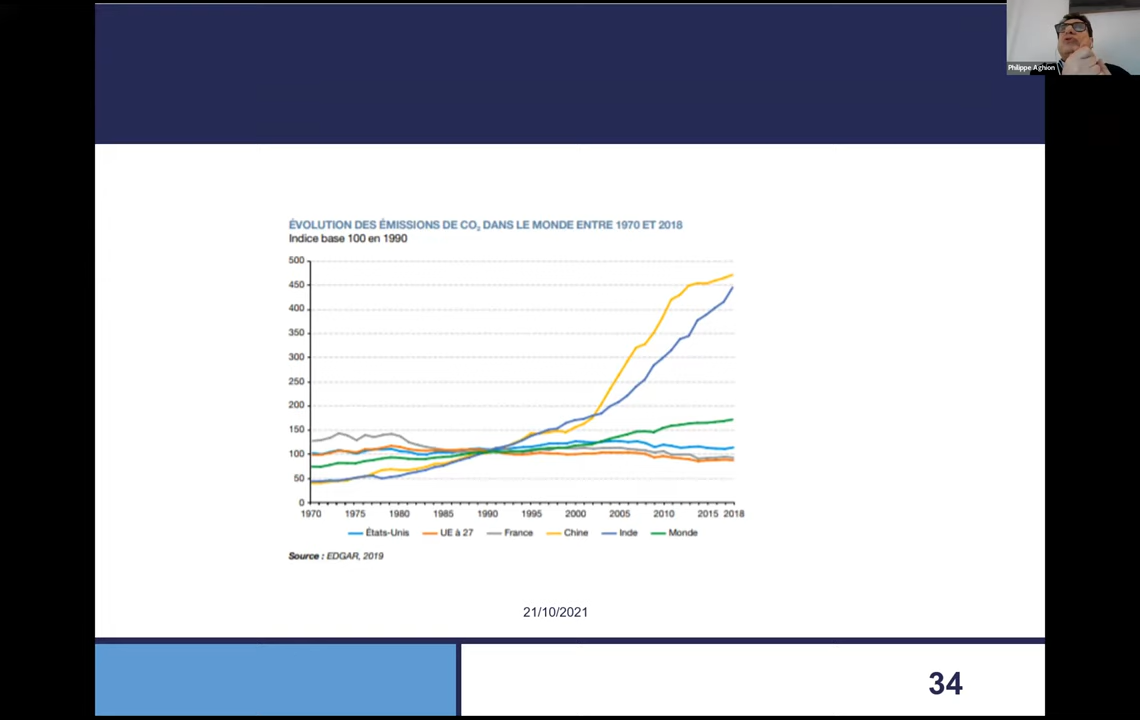 Philippe Aghion
ÉVOLUTION DES ÉMISSIONS DE CO₂ DANS LE MONDE ENTRE 1970 ET 2018
Indice base 100 en 1990
500
450
400
350
300
250
200
150
100
50
0
1970 1975 1980 1985 1990 1995 2000 2005 2010 2015 2018
États-Unis UE à 27 France Chine Inde Monde
Source : EDGAR, 2019
21/10/2021
34